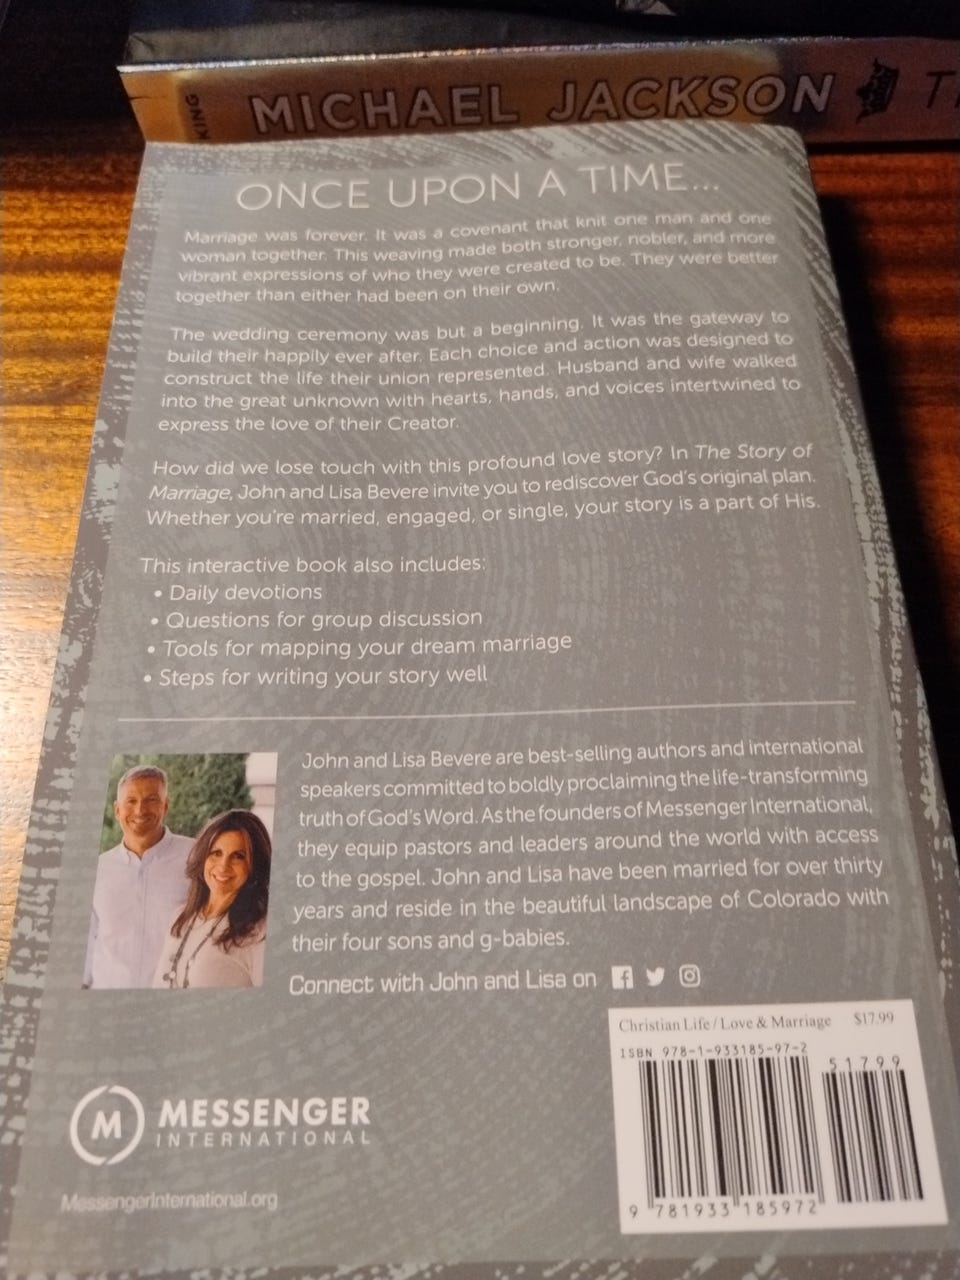 KING
MICHAEL JACKSON
ONCE UPON A TIME...
Marriage was forever. It was a covenant that knit one man and one
woman together. This weaving made both stronger, nobler, and more
vibrant expressions of who they were created to be. They were better
together than either had been on their own.
The wedding ceremony was but a beginning. It was the gateway to
build their happily ever after. Each choice and action was designed to
construct the life their union represented. Husband and wife walked
into the great unknown with hearts, hands, and voices intertwined to
express the love of their Creator.
How did we lose touch with this profound love story? In The Story of
Marriage, John and Lisa Bevere invite you to rediscover God's original plan.
Whether you're married, engaged, or single, your story is a part of His.
This interactive book also includes:
• Daily devotions
• Questions for group discussion
• Tools for mapping your dream marriage
• Steps for writing your story well
John and Lisa Bevere are best-selling authors and international
speakers committed to boldly proclaiming the life-transforming
truth of God's Word. As the founders of Messenger International,
they equip pastors and leaders around the world with access
to the gospel. John and Lisa have been married for over thirty
years and reside in the beautiful landscape of Colorado with
their four sons and g-babies.
Connect with John and Lisa on
Christian Life / Love & Marriage $17.99
ISBN 978-1-933185-97-2
51799
9 781933 185972
M MESSENGER
INTERNATIONAL
MessengerInternational.org